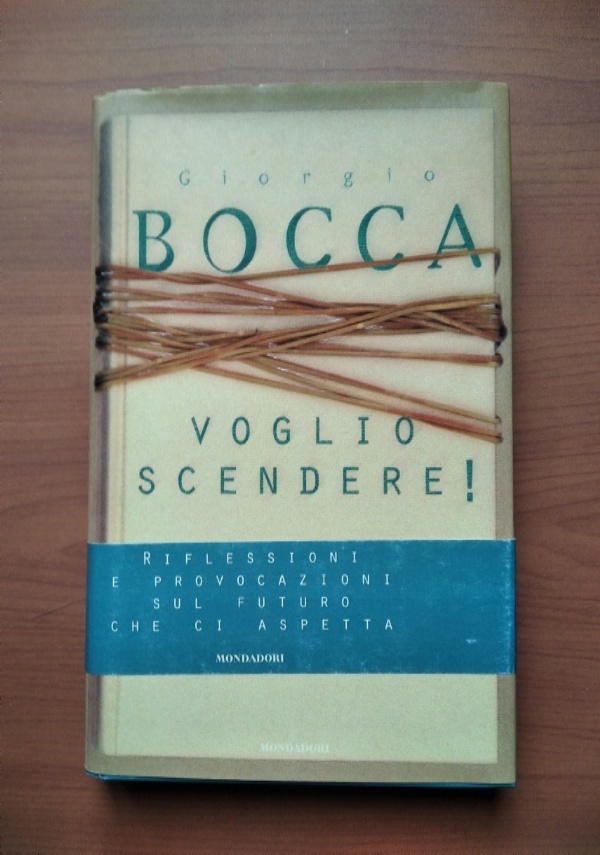 Giorgio
BOCCA
VOGLIO
SCENDERE!
RIFLESSIONI
E PROVOCAZIONI
SUL FUTURO
CHE CI ASPETTA
MONDADORI
MONDADORI